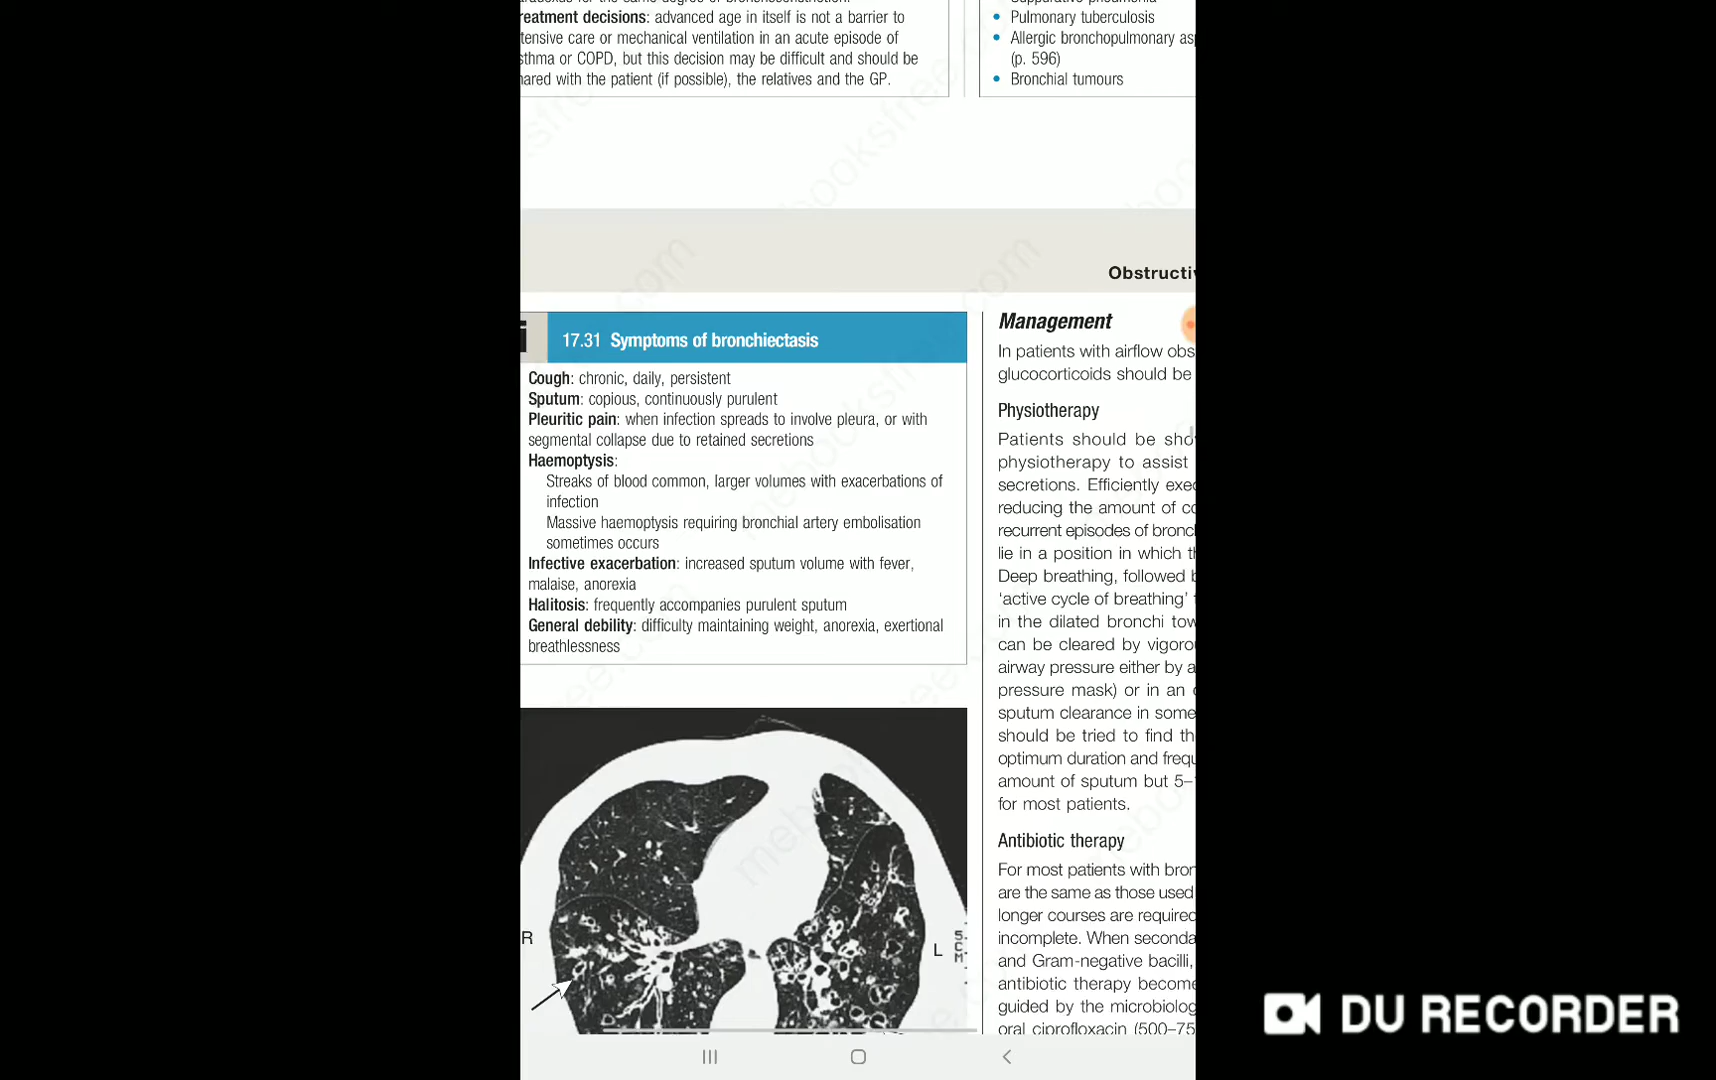 treatment decisions: advanced age in itself is not a barrier to
tensive care or mechanical ventilation in an acute episode of
sthma or COPD, but this decision may be difficult and should be
hared with the patient (if possible), the relatives and the GP.
• Pulmonary tuberculosis
• Allergic bronchopulmonary asp
(p. 596)
• Bronchial tumours
Obstructiv
i 17.31 Symptoms of bronchiectasis
Cough: chronic, daily, persistent
Sputum: copious, continuously purulent
Pleuritic pain: when infection spreads to involve pleura, or with
segmental collapse due to retained secretions
Haemoptysis:
Streaks of blood common, larger volumes with exacerbations of
infection
Massive haemoptysis requiring bronchial artery embolisation
sometimes occurs
Infective exacerbation: increased sputum volume with fever,
malaise, anorexia
Halitosis: frequently accompanies purulent sputum
General debility: difficulty maintaining weight, anorexia, exertional
breathlessness
R
L
5
C
M
Management
In patients with airflow obs
glucocorticoids should be
Physiotherapy
Patients should be sho
physiotherapy to assist
secretions. Efficiently exec
reducing the amount of co
recurrent episodes of bronc
lie in a position in which th
Deep breathing, followed b
‘active cycle of breathing’ t
in the dilated bronchi tow
can be cleared by vigoro
airway pressure either by a
pressure mask) or in an o
sputum clearance in some
should be tried to find th
optimum duration and frequ
amount of sputum but 5–
for most patients.
Antibiotic therapy
For most patients with bron
are the same as those used
longer courses are required
incomplete. When seconda
and Gram-negative bacilli,
antibiotic therapy become
guided by the microbiolog
oral ciprofloxacin (500–75
DU RECORDER